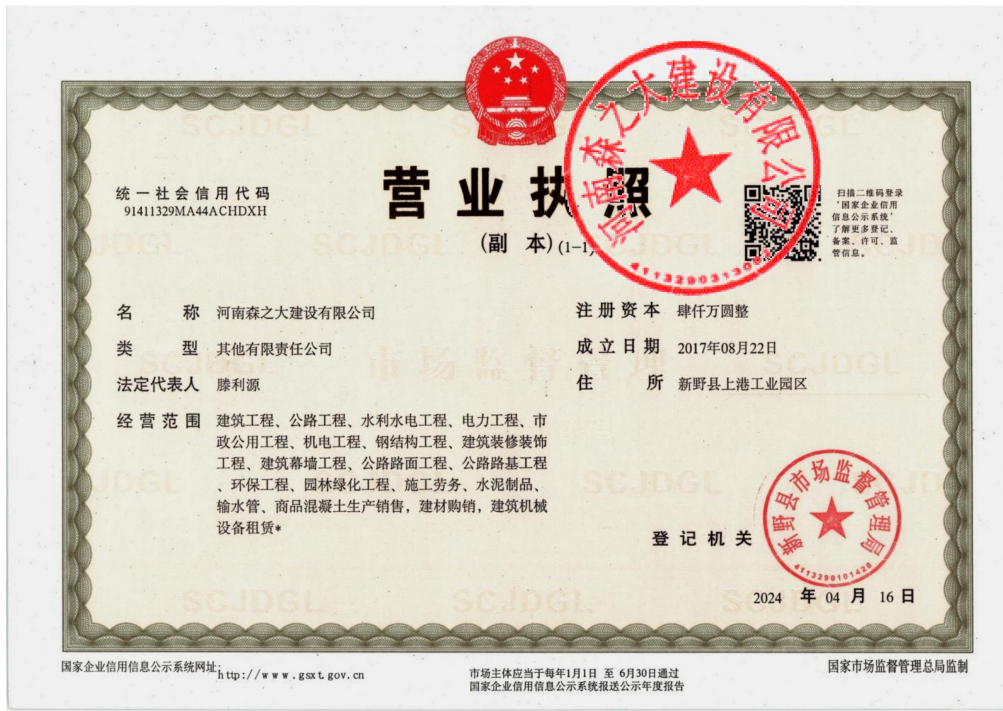 统一社会信用代码
91411329MA44ACHDXH
营业执照
(副 本)(1-1)
扫描二维码登录
'国家企业信用
信息公示系统'
了解更多登记、
备案、许可、监
管信息。
河南森之大建设有限公司
名 称 河南森之大建设有限公司
类 型 其他有限责任公司
法定代表人 滕利源
经营范围 建筑工程、公路工程、水利水电工程、电力工程、市
政公用工程、机电工程、钢结构工程、建筑装修装饰
工程、建筑幕墙工程、公路路面工程、公路路基工程
、环保工程、园林绿化工程、施工劳务、水泥制品、
输水管、商品混凝土生产销售，建材购销，建筑机械
设备租赁*
注册资本 肆仟万圆整
成立日期 2017年08月22日
住 所 新野县上港工业园区
登记机关
新野县市场监督管理局
4113290101428
2024 年 04 月 16 日
国家企业信用信息公示系统网址:
http://www.gsxt.gov.cn
市场主体应当于每年1月1日 至 6月30日通过
国家企业信用信息公示系统报送公示年度报告
国家市场监督管理总局监制
SCJDGL
市场监督管理